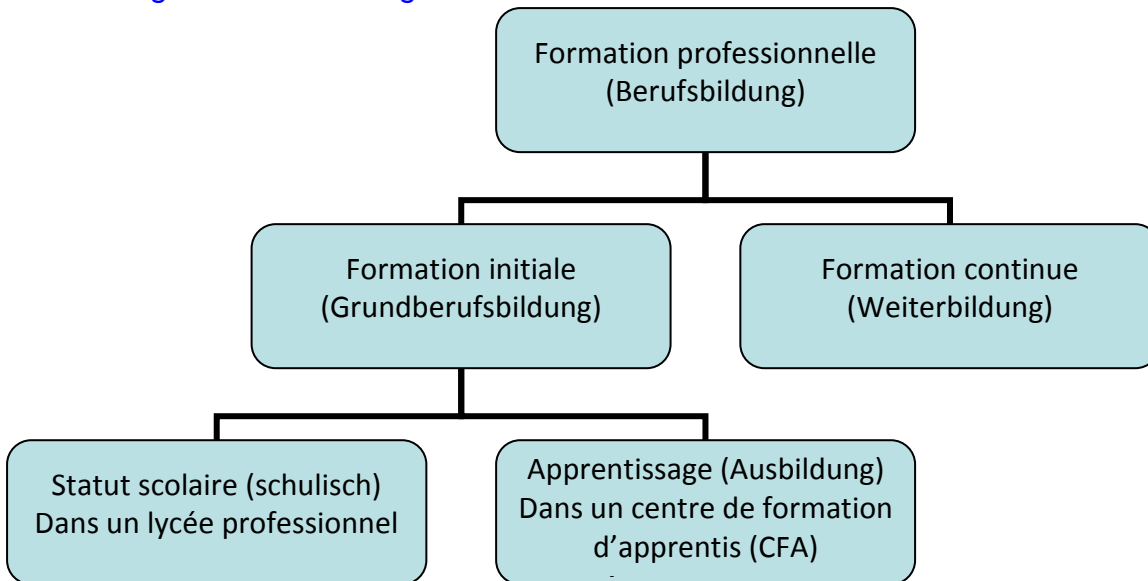 Formation professionnelle
(Berufsbildung)
Formation initiale
(Grundberufsbildung)
Formation continue
(Weiterbildung)
Statut scolaire (schulisch)
Dans un lycée professionnel
Apprentissage (Ausbildung)
Dans un centre de formation
d’apprentis (CFA)